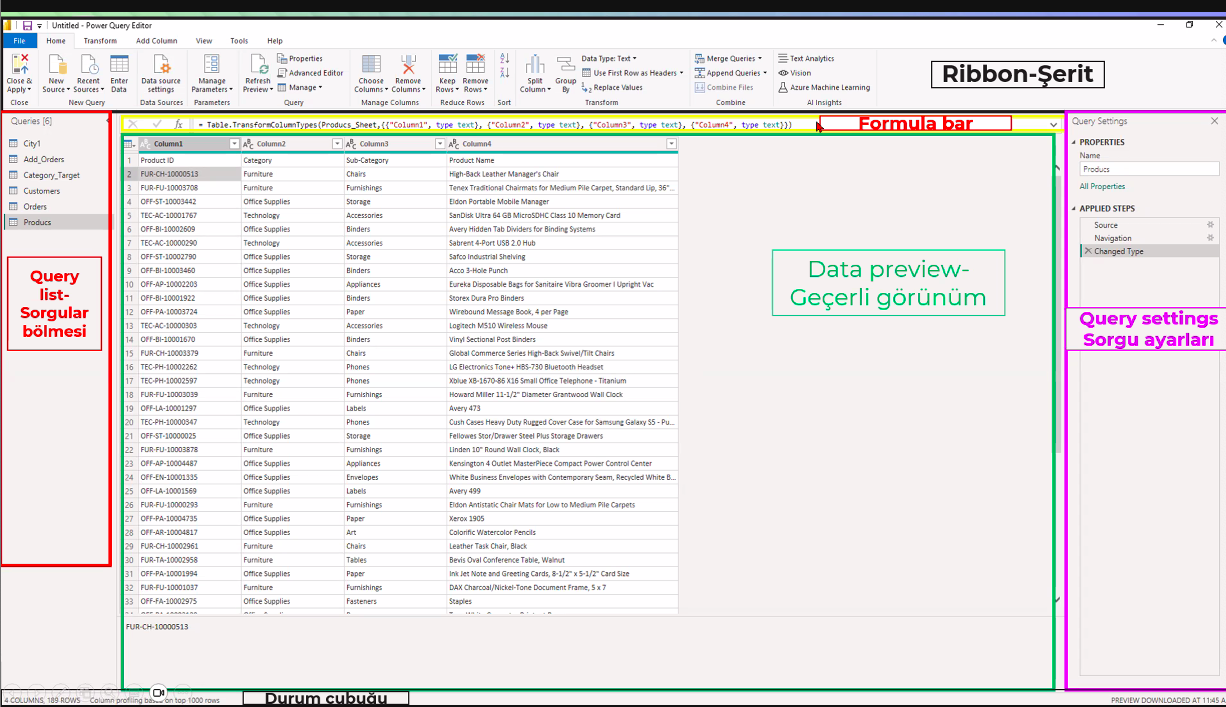 Untitled - Power Query Editor
File Home Transform Add Column View Tools Help
Close & Apply
New Source
Recent Sources
Enter Data
Data source settings
Manage Parameters
Refresh Preview
Properties
Advanced Editor
Manage
Choose Columns
Remove Columns
Keep Rows
Remove Rows
Split Column
Group By
Data Type: Text
Use First Row as Headers
Replace Values
Merge Queries
Append Queries
Combine Files
Text Analytics
Vision
Azure Machine Learning
Close New Query Data Sources Parameters Query Manage Columns Reduce Rows Sort Transform Combine AI Insights
Ribbon-Şerit
Queries [6]
City1
Add_Orders
Category_Target
Customers
Orders
Producs
Query
list-
Sorgular
bölmesi
fx = Table.TransformColumnTypes(Producs_Sheet,{{"Column1", type text}, {"Column2", type text}, {"Column3", type text}, {"Column4", type text}})
Formula bar
Column1 Column2 Column3 Column4
1 Product ID Category Sub-Category Product Name
2 FUR-CH-10000513 Furniture Chairs High-Back Leather Manager's Chair
3 FUR-FU-10003708 Furniture Furnishings Tenex Traditional Chairmats for Medium Pile Carpet, Standard Lip, 36"...
4 OFF-ST-10003442 Office Supplies Storage Eldon Portable Mobile Manager
5 TEC-AC-10001767 Technology Accessories SanDisk Ultra 64 GB MicroSDHC Class 10 Memory Card
6 OFF-BI-10002609 Office Supplies Binders Avery Hidden Tab Dividers for Binding Systems
7 TEC-AC-10000290 Technology Accessories Sabrent 4-Port USB 2.0 Hub
8 OFF-ST-10002790 Office Supplies Storage Safco Industrial Shelving
9 OFF-BI-10003460 Office Supplies Binders Acco 3-Hole Punch
10 OFF-AP-10002203 Office Supplies Appliances Eureka Disposable Bags for Sanitaire Vibra Groomer I Upright Vac
11 OFF-BI-10001922 Office Supplies Binders Storex Dura Pro Binders
12 OFF-PA-10003724 Office Supplies Paper Wirebound Message Book, 4 per Page
13 TEC-AC-10000303 Technology Accessories Logitech M510 Wireless Mouse
14 OFF-BI-10001670 Office Supplies Binders Vinyl Sectional Post Binders
15 FUR-CH-10003379 Furniture Chairs Global Commerce Series High-Back Swivel/Tilt Chairs
16 TEC-PH-10002262 Technology Phones LG Electronics Tone+ HBS-730 Bluetooth Headset
17 TEC-PH-10002597 Technology Phones Xblue XB-1670-86 X16 Small Office Telephone - Titanium
18 FUR-FU-10003039 Furniture Furnishings Howard Miller 11-1/2" Diameter Grantwood Wall Clock
19 OFF-LA-10001297 Office Supplies Labels Avery 473
20 TEC-PH-10000347 Technology Phones Cush Cases Heavy Duty Rugged Cover Case for Samsung Galaxy S5 - Pu...
21 OFF-ST-10000025 Office Supplies Storage Fellowes Stor/Drawer Steel Plus Storage Drawers
22 FUR-FU-10003878 Furniture Furnishings Linden 10" Round Wall Clock, Black
23 OFF-AP-10004487 Office Supplies Appliances Kensington 4 Outlet MasterPiece Compact Power Control Center
24 OFF-EN-10001335 Office Supplies Envelopes White Business Envelopes with Contemporary Seam, Recycled White B...
25 OFF-LA-10001569 Office Supplies Labels Avery 499
26 FUR-FU-10000293 Furniture Furnishings Eldon Antistatic Chair Mats for Low to Medium Pile Carpets
27 OFF-PA-10004735 Office Supplies Paper Xerox 1905
28 OFF-AR-10004817 Office Supplies Art Colorific Watercolor Pencils
29 FUR-CH-10002961 Furniture Chairs Leather Task Chair, Black
30 FUR-TA-10002958 Furniture Tables Bevis Oval Conference Table, Walnut
31 OFF-PA-10001994 Office Supplies Paper Ink Jet Note and Greeting Cards, 8-1/2" x 5-1/2" Card Size
32 FUR-FU-10001037 Furniture Furnishings DAX Charcoal/Nickel-Tone Document Frame, 5 x 7
33 OFF-FA-10002975 Office Supplies Fasteners Staples
FUR-CH-10000513
Data preview-
Geçerli görünüm
Query Settings
PROPERTIES
Name
Producs
All Properties
APPLIED STEPS
Source
Navigation
Changed Type
Query settings
Sorgu ayarları
4 COLUMNS, 189 ROWS Column profiling based on top 1000 rows
Durum çubuğu
PREVIEW DOWNLOADED AT 11:45